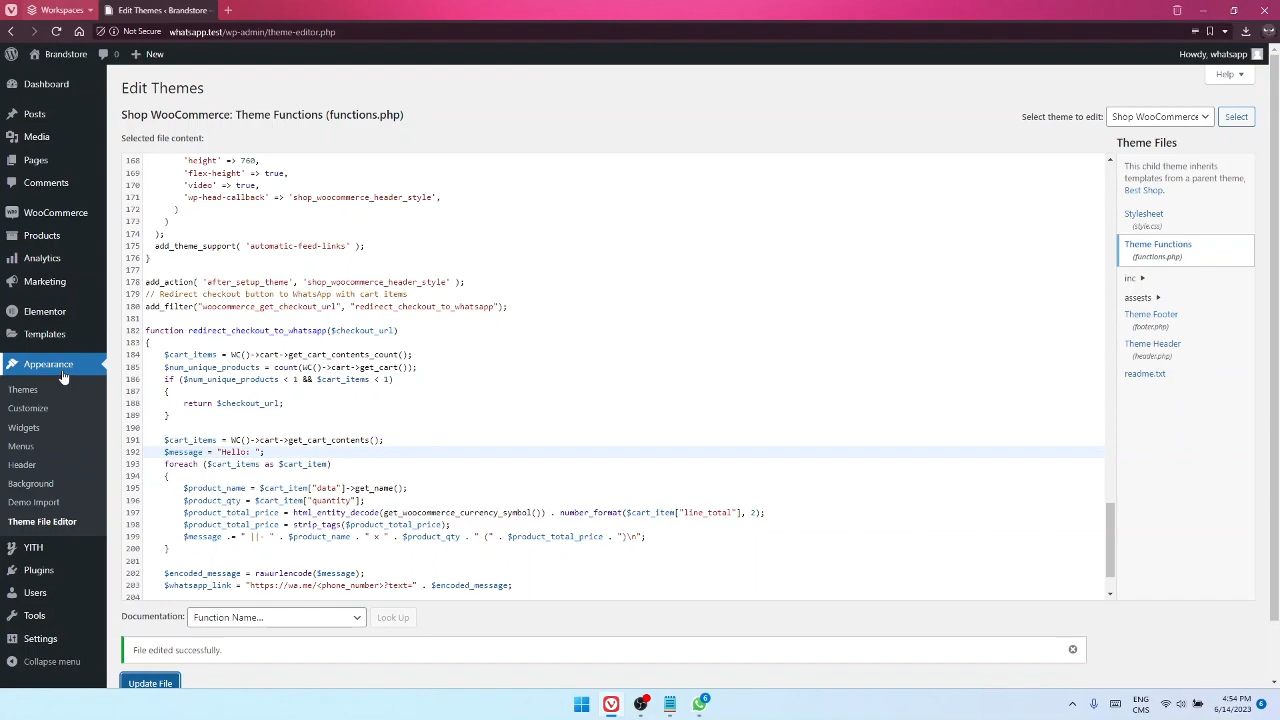 Workspaces
Edit Themes ‹ Brandstore
Not Secure
whatsapp.test/wp-admin/theme-editor.php
Brandstore
0
New
Howdy, whatsapp
Dashboard
Posts
Media
Pages
Comments
WooCommerce
Products
Analytics
Marketing
Elementor
Templates
Appearance
Themes
Customize
Widgets
Menus
Header
Background
Demo Import
Theme File Editor
YITH
Plugins
Users
Tools
Settings
Collapse menu
Help
Edit Themes
Shop WooCommerce: Theme Functions (functions.php)
Select theme to edit:
Shop WooCommerce
Select
Selected file content:
168 'height' => 760,
169 'flex-height' => true,
170 'video' => true,
171 'wp-head-callback' => 'shop_woocommerce_header_style',
172 )
173 )
174 );
175 add_theme_support( 'automatic-feed-links' );
176 }
177
178 add_action( 'after_setup_theme', 'shop_woocommerce_header_style' );
179 // Redirect checkout button to WhatsApp with cart items
180 add_filter("woocommerce_get_checkout_url", "redirect_checkout_to_whatsapp");
181
182 function redirect_checkout_to_whatsapp($checkout_url)
183 {
184 $cart_items = WC()->cart->get_cart_contents_count();
185 $num_unique_products = count(WC()->cart->get_cart());
186 if ($num_unique_products < 1 && $cart_items < 1)
187 {
188 return $checkout_url;
189 }
190
191 $cart_items = WC()->cart->get_cart_contents();
192 $message = "Hello: ";
193 foreach ($cart_items as $cart_item)
194 {
195 $product_name = $cart_item["data"]->get_name();
196 $product_qty = $cart_item["quantity"];
197 $product_total_price = html_entity_decode(get_woocommerce_currency_symbol()) . number_format($cart_item["line_total"], 2);
198 $product_total_price = strip_tags($product_total_price);
199 $message .= " ||- " . $product_name . " x " . $product_qty . " (" . $product_total_price . ")\n";
200 }
201
202 $encoded_message = rawurlencode($message);
203 $whatsapp_link = "https://wa.me/<phone_number>?text=" . $encoded_message;
204
Theme Files
This child theme inherits
templates from a parent theme,
Best Shop.
Stylesheet
(style.css)
Theme Functions
(functions.php)
inc
assests
Theme Footer
(footer.php)
Theme Header
(header.php)
readme.txt
Documentation:
Function Name...
Look Up
File edited successfully.
Update File
6
ENG
CMS
4:54 PM
6/14/2023
6